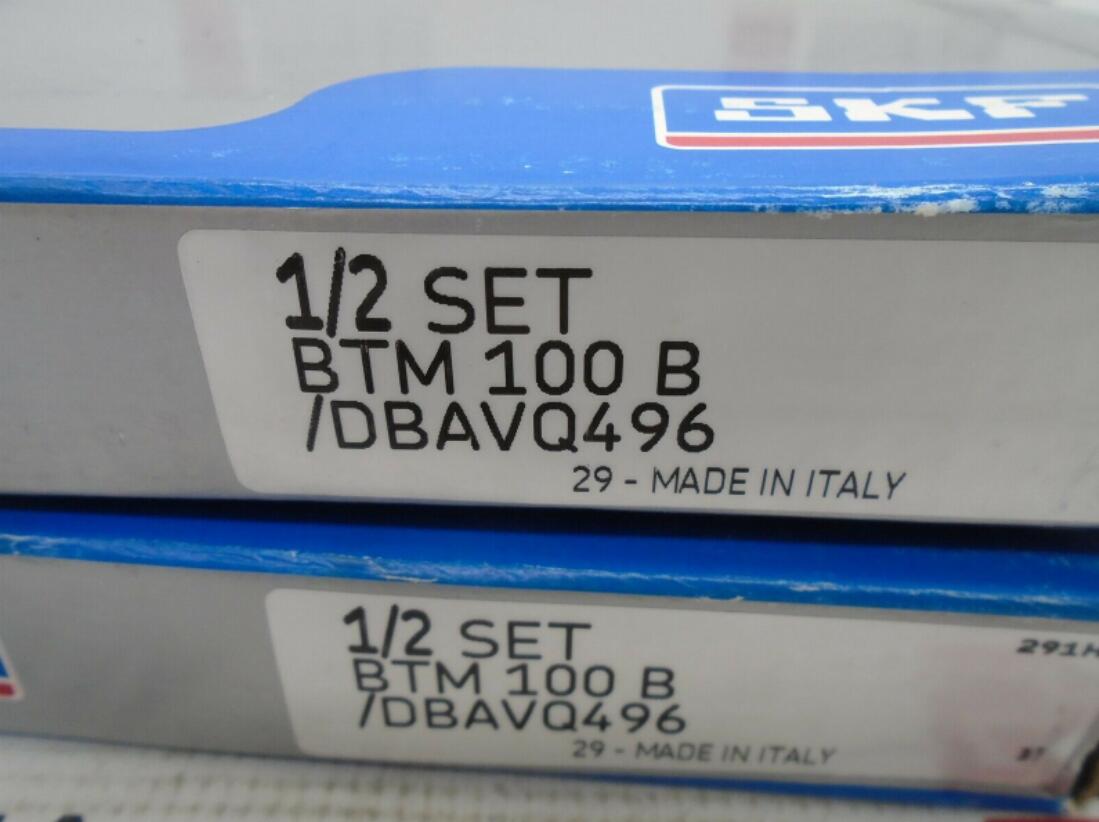 SKF
1/2 SET
BTM 100 B
/DBAVQ496
29 - MADE IN ITALY
1/2 SET
BTM 100 B
/DBAVQ496
29 - MADE IN ITALY
291H